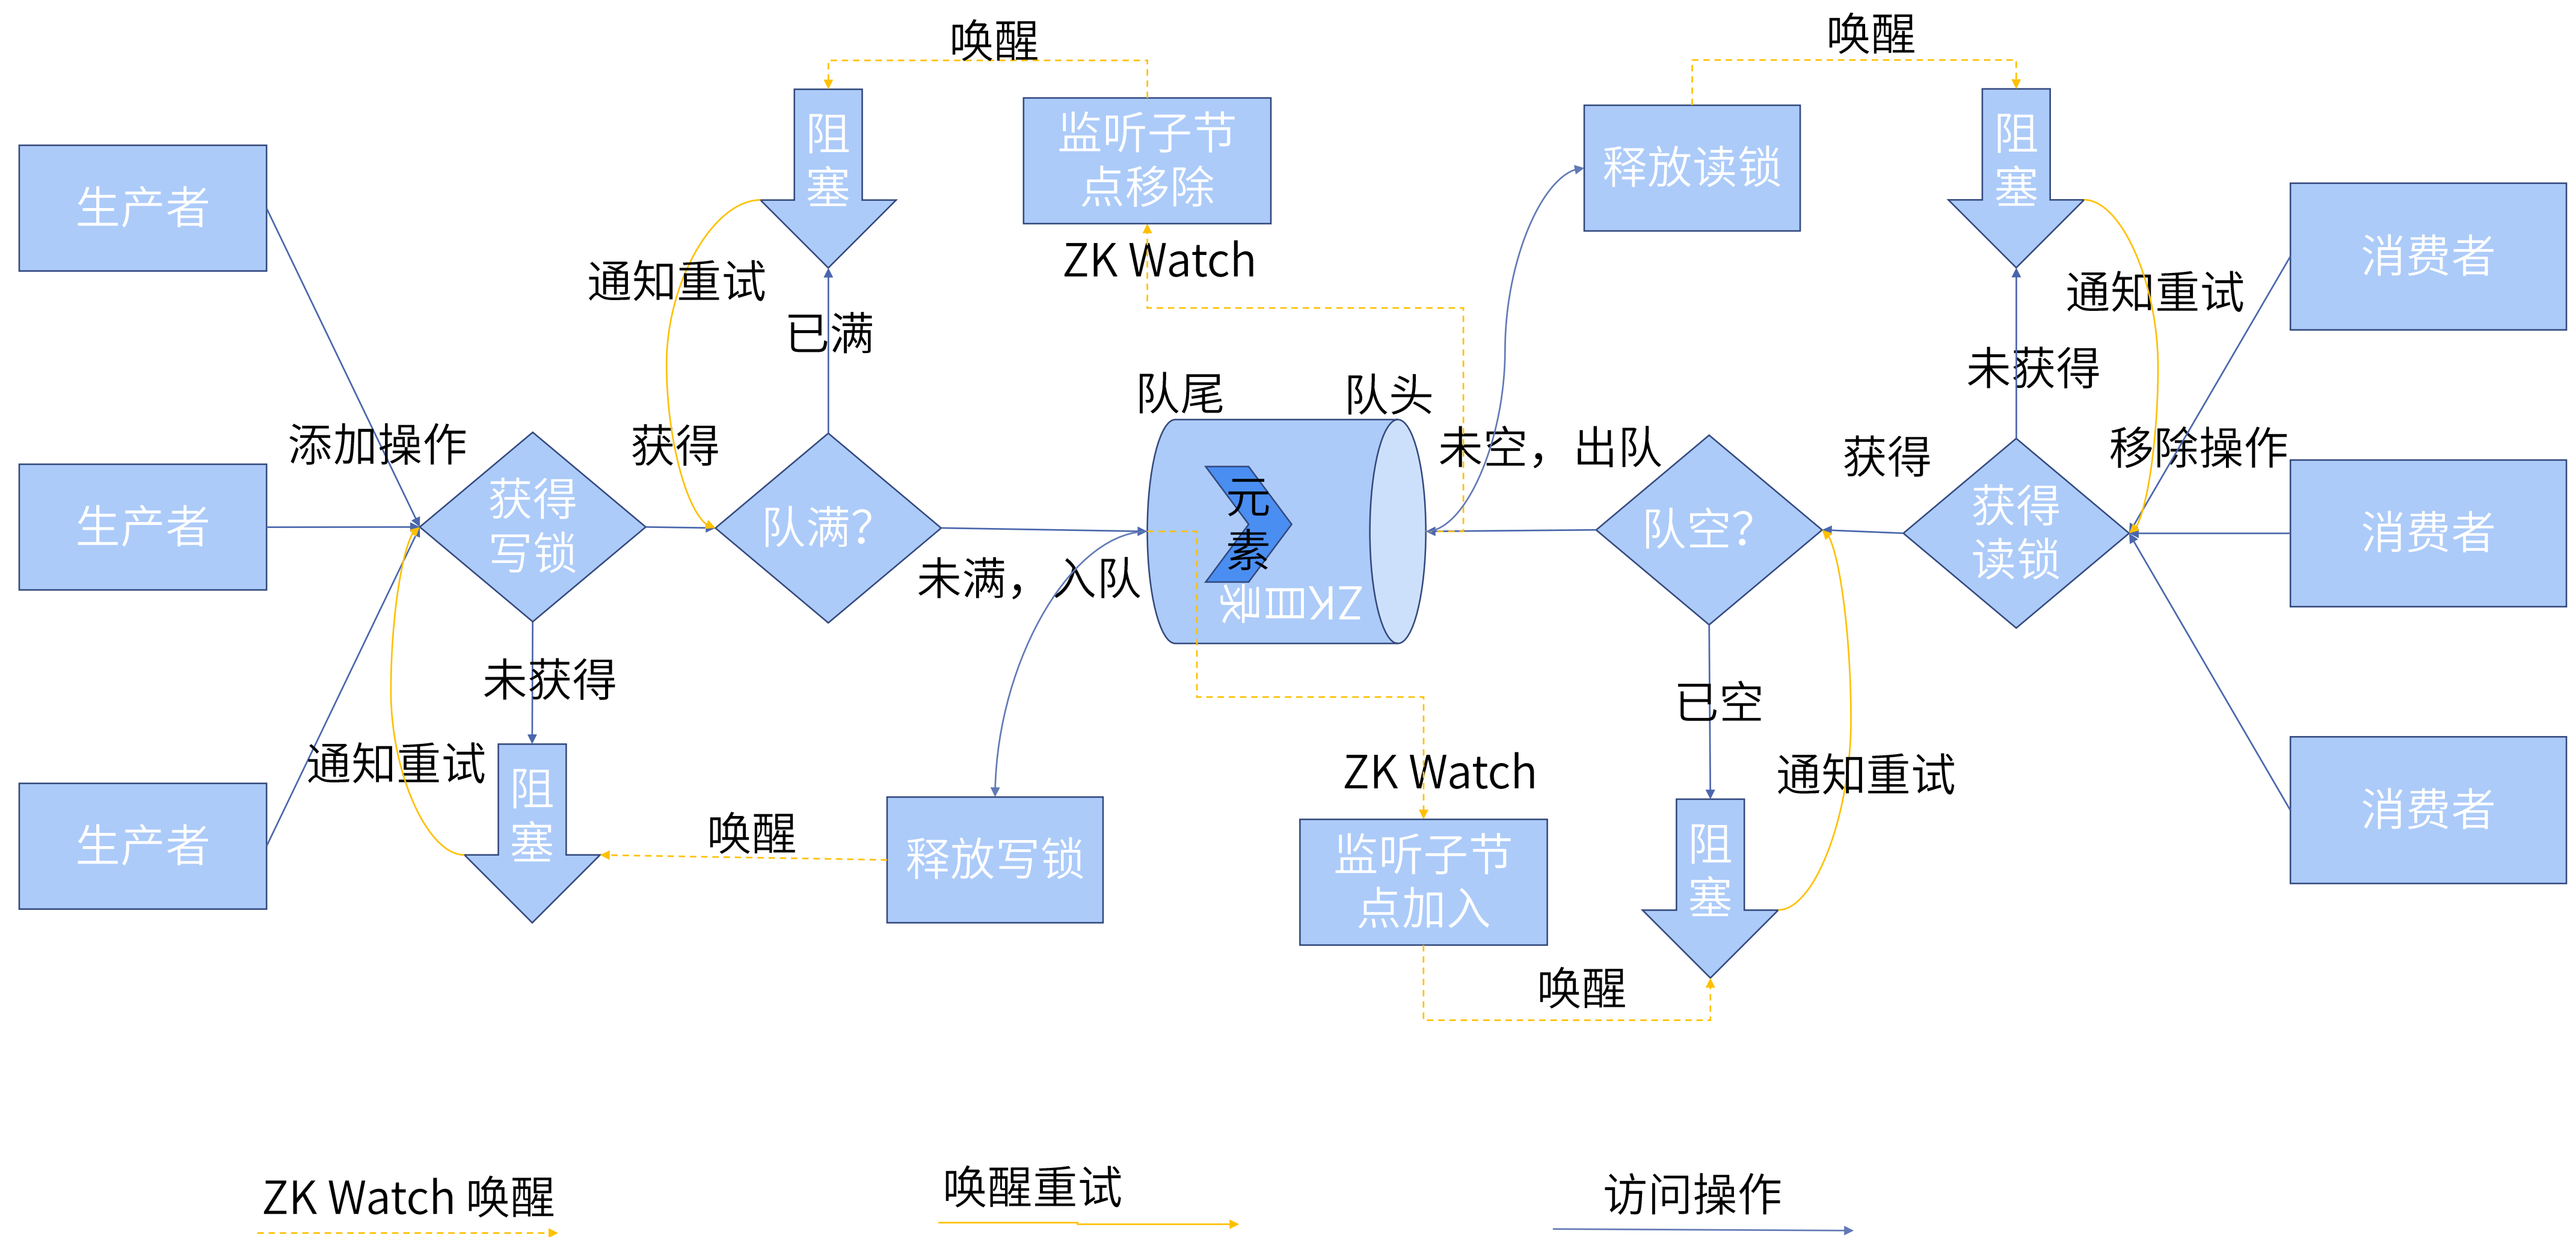 唤醒
唤醒
阻
塞
监听子节
点移除
释放读锁
阻
塞
生产者
消费者
ZK Watch
通知重试
通知重试
已满
未获得
队尾
队头
添加操作
获得
未空，出队
获得
移除操作
生产者
获得
写锁
队满？
元
素
ZK目录
队空？
获得
读锁
消费者
未满，入队
未获得
已空
通知重试
ZK Watch
通知重试
阻
塞
唤醒
生产者
释放写锁
监听子节
点加入
阻
塞
消费者
唤醒
ZK Watch 唤醒
唤醒重试
访问操作